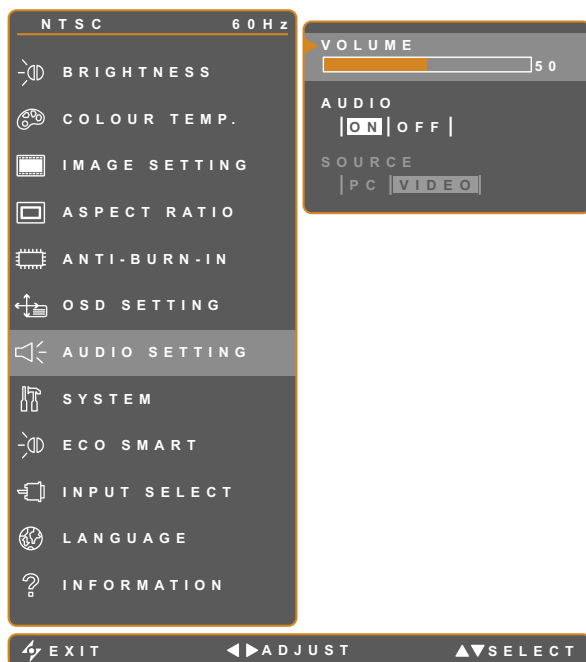 NTSC 60Hz
BRIGHTNESS
COLOUR TEMP.
IMAGE SETTING
ASPECT RATIO
ANTI-BURN-IN
OSD SETTING
AUDIO SETTING
SYSTEM
ECO SMART
INPUT SELECT
LANGUAGE
INFORMATION
VOLUME
50
AUDIO
ON OFF
SOURCE
PC VIDEO
EXIT ADJUST SELECT